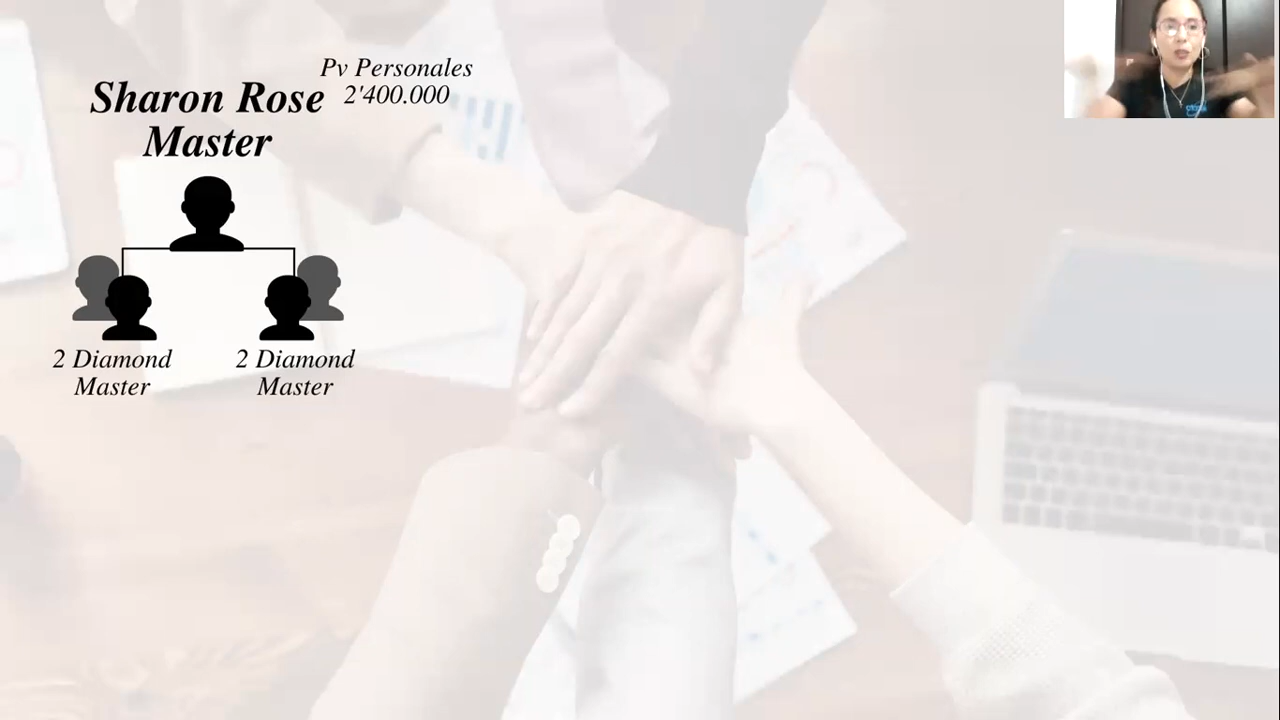 Pv Personales
2'400.000
Sharon Rose
Master
2 Diamond
Master
2 Diamond
Master